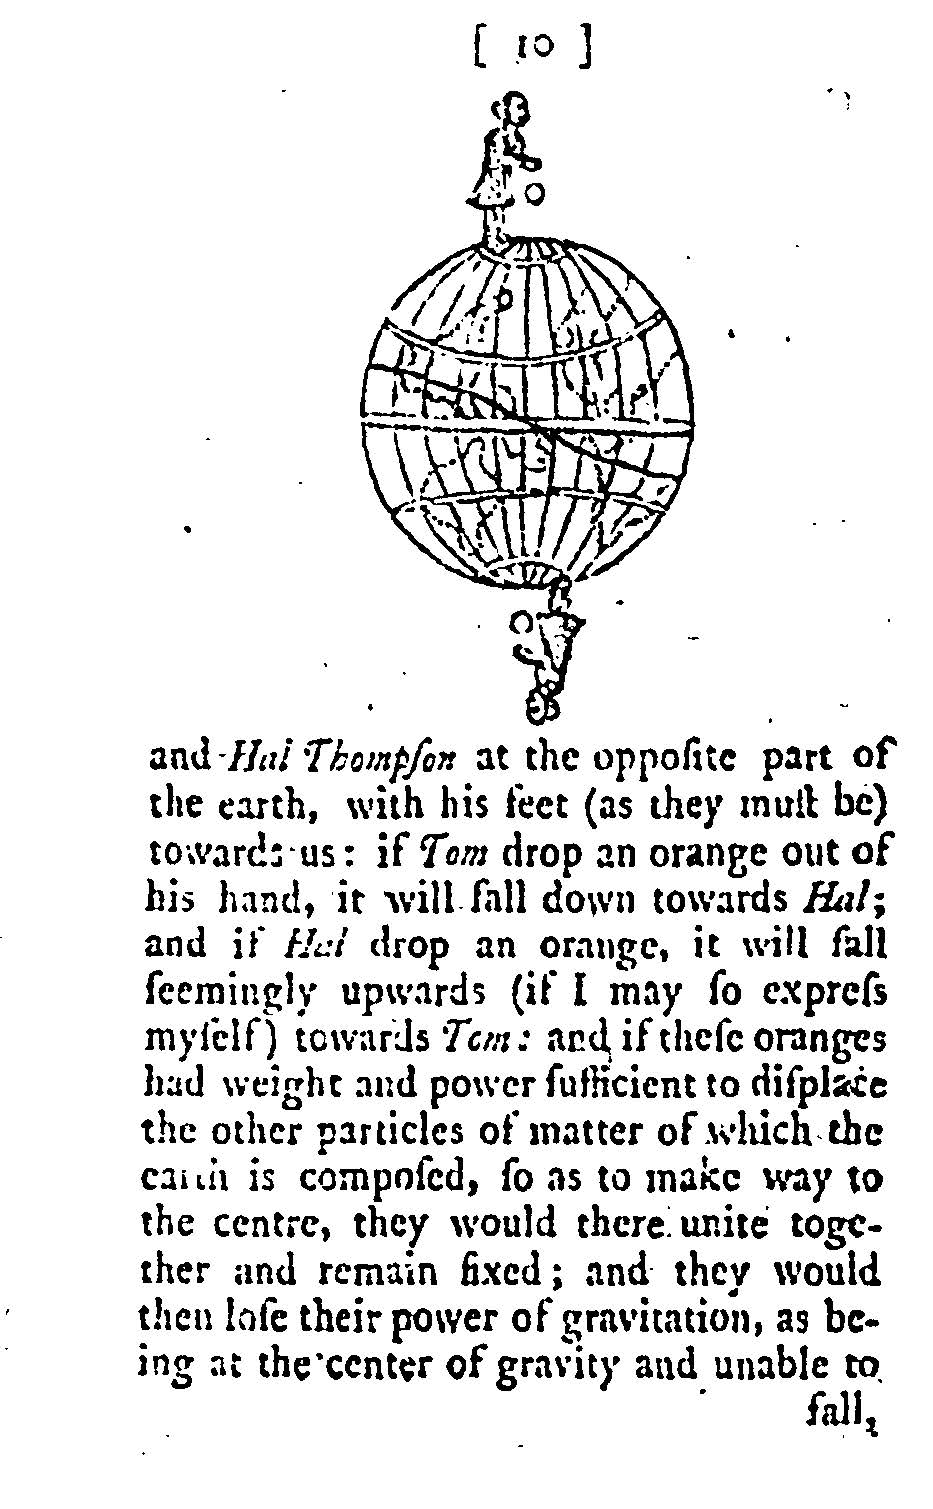 [ 10 ]
and Hal Thompſon at the oppoſite part of
the earth, with his feet (as they muſt be)
towards us: if Tom drop an orange out of
his hand, it will fall down towards Hal;
and if Hal drop an orange, it will fall
ſeemingly upwards (if I may ſo expreſs
myſelf) towards Tom: and if theſe oranges
had weight and power ſufficient to diſplace
the other particles of matter of which the
earth is compoſed, ſo as to make way to
the centre, they would there unite toge-
ther and remain fixed; and they would
then loſe their power of gravitation, as be-
ing at the center of gravity and unable to
fall,